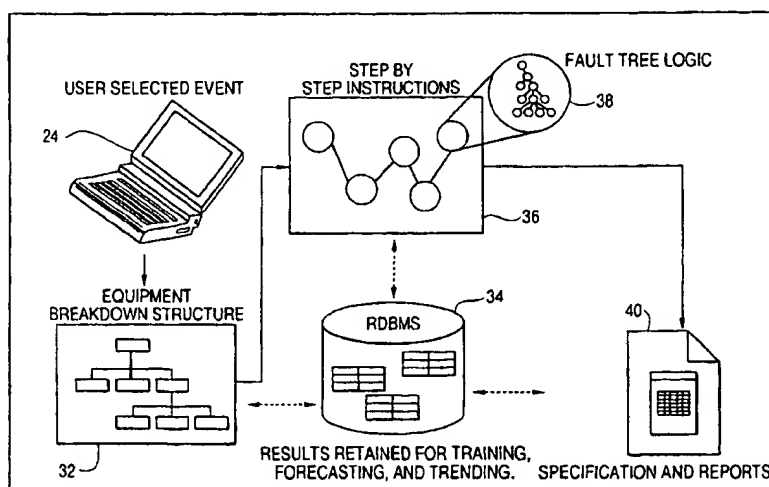 USER SELECTED EVENT
24
STEP BY
STEP INSTRUCTIONS
FAULT TREE LOGIC
38
36
EQUIPMENT
BREAKDOWN STRUCTURE
32
34
RDBMS
RESULTS RETAINED FOR TRAINING,
FORECASTING, AND TRENDING.
40
SPECIFICATION AND REPORTS